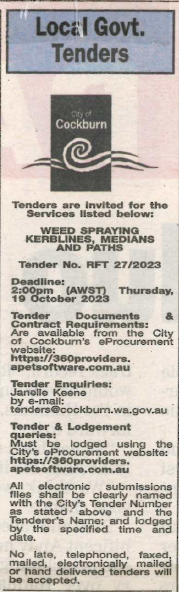 Local Govt.
Tenders
City of
Cockburn
Tenders are invited for the
Services listed below:
WEED SPRAYING
KERBLINES, MEDIANS
AND PATHS
Tender No. RFT 27/2023
Deadline:
2:00pm (AWST) Thursday,
19 October 2023
Tender Documents &
Contract Requirements:
Are available from the City
of Cockburn's eProcurement
website:
https://360providers.
apetsoftware.com.au
Tender Enquiries:
Janelle Keene
by e-mail:
tenders@cockburn.wa.gov.au
Tender & Lodgement
queries:
Must be lodged using the
City's eProcurement website:
https://360providers.
apetsoftware.com.au
All electronic submissions
files shall be clearly named
with the City's Tender Number
as stated above and the
Tenderer's Name; and lodged
by the specified time and
date.
No late, telephoned, faxed,
mailed, electronically mailed
or hand delivered tenders will
be accepted.